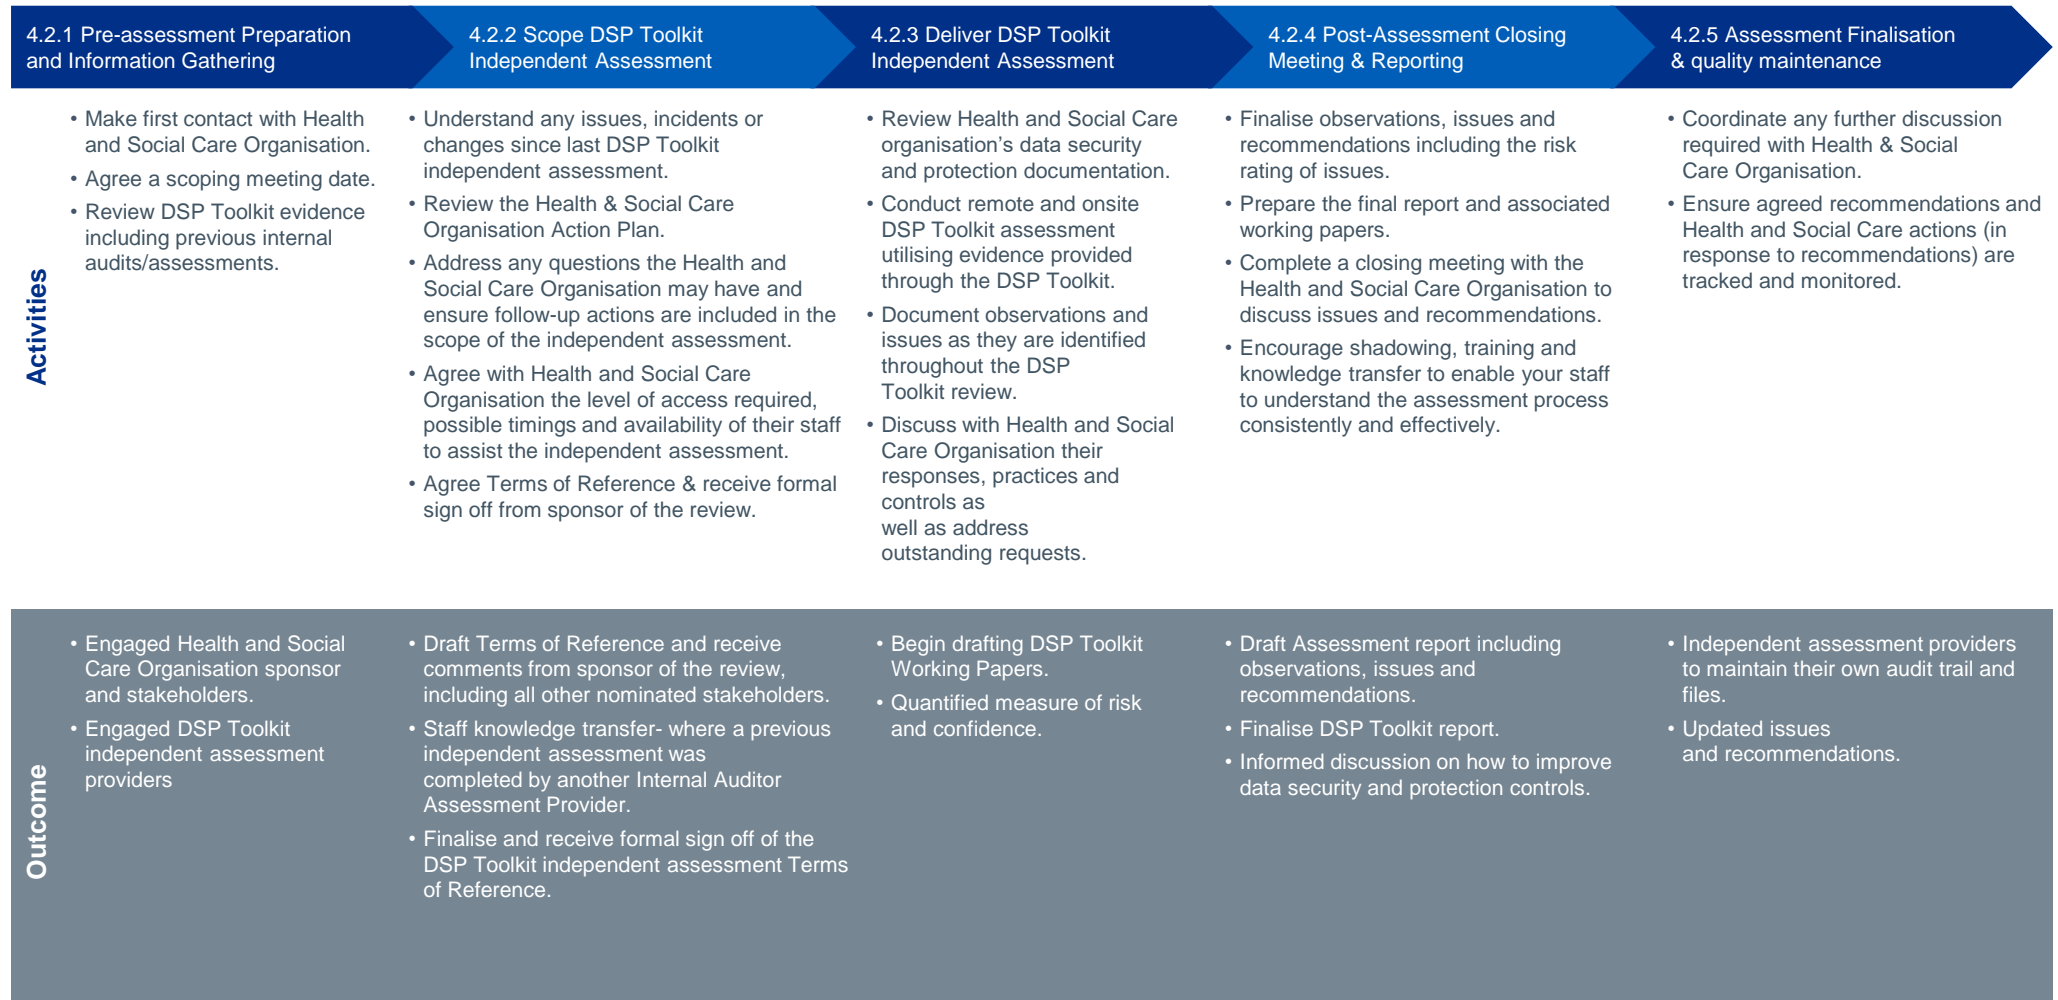 4.2.1 Pre-assessment Preparation
and Information Gathering
4.2.2 Scope DSP Toolkit
Independent Assessment
4.2.3 Deliver DSP Toolkit
Independent Assessment
4.2.4 Post-Assessment Closing
Meeting & Reporting
4.2.5 Assessment Finalisation
& quality maintenance
Activities
• Make first contact with Health
and Social Care Organisation.
• Agree a scoping meeting date.
• Review DSP Toolkit evidence
including previous internal
audits/assessments.
• Understand any issues, incidents or
changes since last DSP Toolkit
independent assessment.
• Review the Health & Social Care
Organisation Action Plan.
• Address any questions the Health and
Social Care Organisation may have and
ensure follow-up actions are included in the
scope of the independent assessment.
• Agree with Health and Social Care
Organisation the level of access required,
possible timings and availability of their staff
to assist the independent assessment.
• Agree Terms of Reference & receive formal
sign off from sponsor of the review.
• Review Health and Social Care
organisation’s data security
and protection documentation.
• Conduct remote and onsite
DSP Toolkit assessment
utilising evidence provided
through the DSP Toolkit.
• Document observations and
issues as they are identified
throughout the DSP
Toolkit review.
• Discuss with Health and Social
Care Organisation their
responses, practices and
controls as
well as address
outstanding requests.
• Finalise observations, issues and
recommendations including the risk
rating of issues.
• Prepare the final report and associated
working papers.
• Complete a closing meeting with the
Health and Social Care Organisation to
discuss issues and recommendations.
• Encourage shadowing, training and
knowledge transfer to enable your staff
to understand the assessment process
consistently and effectively.
• Coordinate any further discussion
required with Health & Social
Care Organisation.
• Ensure agreed recommendations and
Health and Social Care actions (in
response to recommendations) are
tracked and monitored.
Outcome
• Engaged Health and Social
Care Organisation sponsor
and stakeholders.
• Engaged DSP Toolkit
independent assessment
providers
• Draft Terms of Reference and receive
comments from sponsor of the review,
including all other nominated stakeholders.
• Staff knowledge transfer- where a previous
independent assessment was
completed by another Internal Auditor
Assessment Provider.
• Finalise and receive formal sign off of the
DSP Toolkit independent assessment Terms
of Reference.
• Begin drafting DSP Toolkit
Working Papers.
• Quantified measure of risk
and confidence.
• Draft Assessment report including
observations, issues and
recommendations.
• Finalise DSP Toolkit report.
• Informed discussion on how to improve
data security and protection controls.
• Independent assessment providers
to maintain their own audit trail and
files.
• Updated issues
and recommendations.